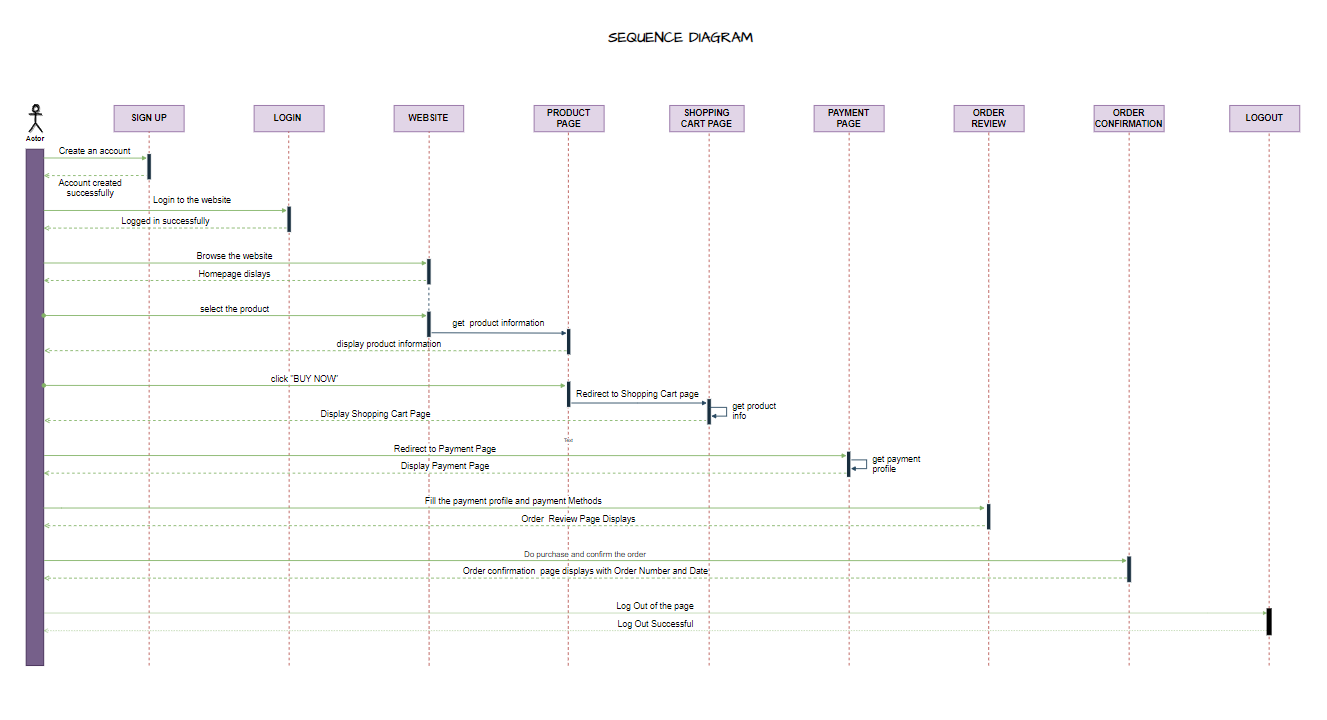 SEQUENCE DIAGRAM
Actor
SIGN UP
LOGIN
WEBSITE
PRODUCT
PAGE
SHOPPING
CART PAGE
PAYMENT
PAGE
ORDER
REVIEW
ORDER
CONFIRMATION
LOGOUT
Create an account
Account created
successfully
Login to the website
Logged in successfully
Browse the website
Homepage dislays
select the product
get product information
display product information
click "BUY NOW"
Redirect to Shopping Cart page
get product
info
Display Shopping Cart Page
Text
Redirect to Payment Page
get payment
profile
Display Payment Page
Fill the payment profile and payment Methods
Order Review Page Displays
Do purchase and confirm the order
Order confirmation page displays with Order Number and Date
Log Out of the page
Log Out Successful